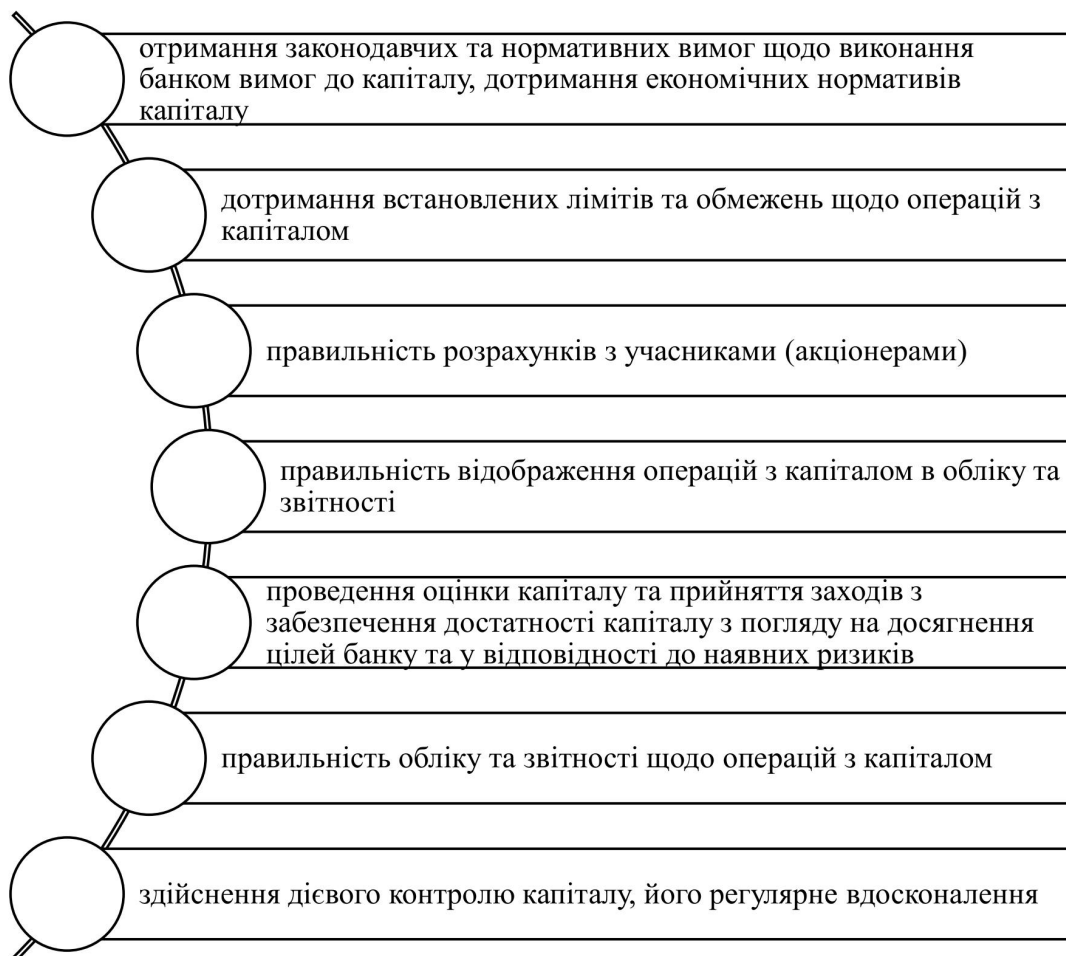 отримання законодавчих та нормативних вимог щодо виконання
банком вимог до капіталу, дотримання економічних нормативів
капіталу
дотримання встановлених лімітів та обмежень щодо операцій з
капіталом
правильність розрахунків з учасниками (акціонерами)
правильність відображення операцій з капіталом в обліку та
звітності
проведення оцінки капіталу та прийняття заходів з
забезпечення достатності капіталу з погляду на досягнення
цілей банку та у відповідності до наявних ризиків
правильність обліку та звітності щодо операцій з капіталом
здійснення дієвого контролю капіталу, його регулярне вдосконалення